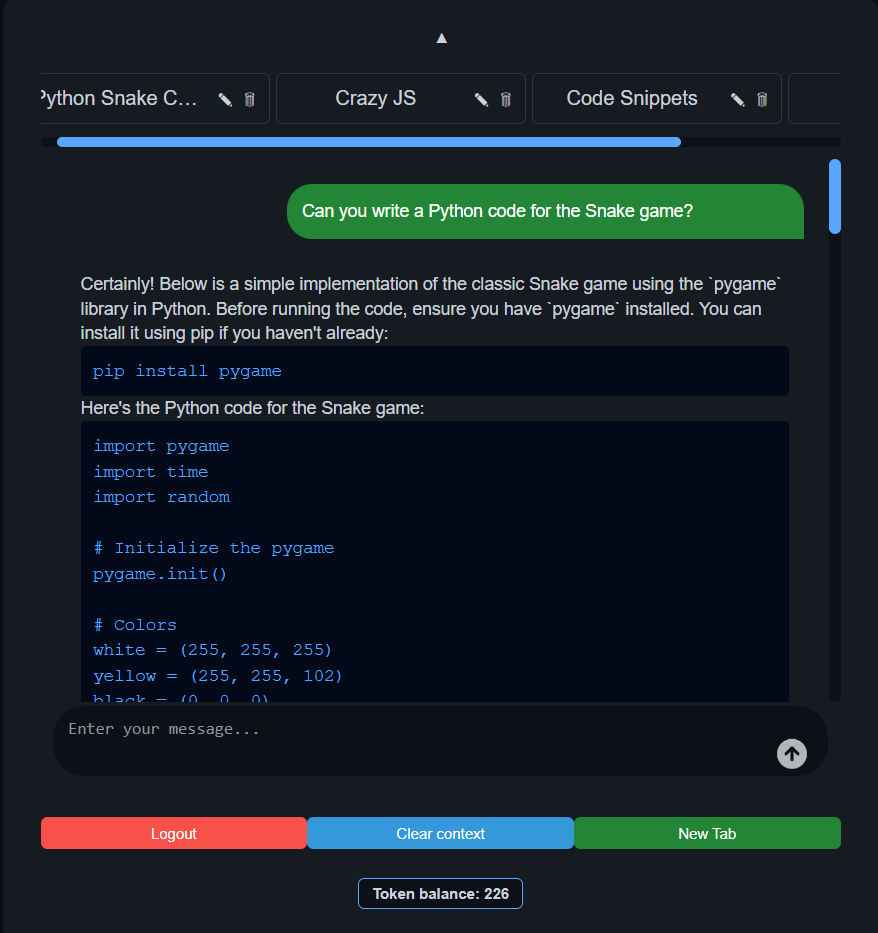 Python Snake C...
Crazy JS
Code Snippets
Can you write a Python code for the Snake game?
Certainly! Below is a simple implementation of the classic Snake game using the `pygame`
library in Python. Before running the code, ensure you have `pygame` installed. You can
install it using pip if you haven't already:
pip install pygame
Here's the Python code for the Snake game:
import pygame
import time
import random
# Initialize the pygame
pygame.init()
# Colors
white = (255, 255, 255)
yellow = (255, 255, 102)
black = (0, 0, 0)
Enter your message...
Logout
Clear context
New Tab
Token balance: 226